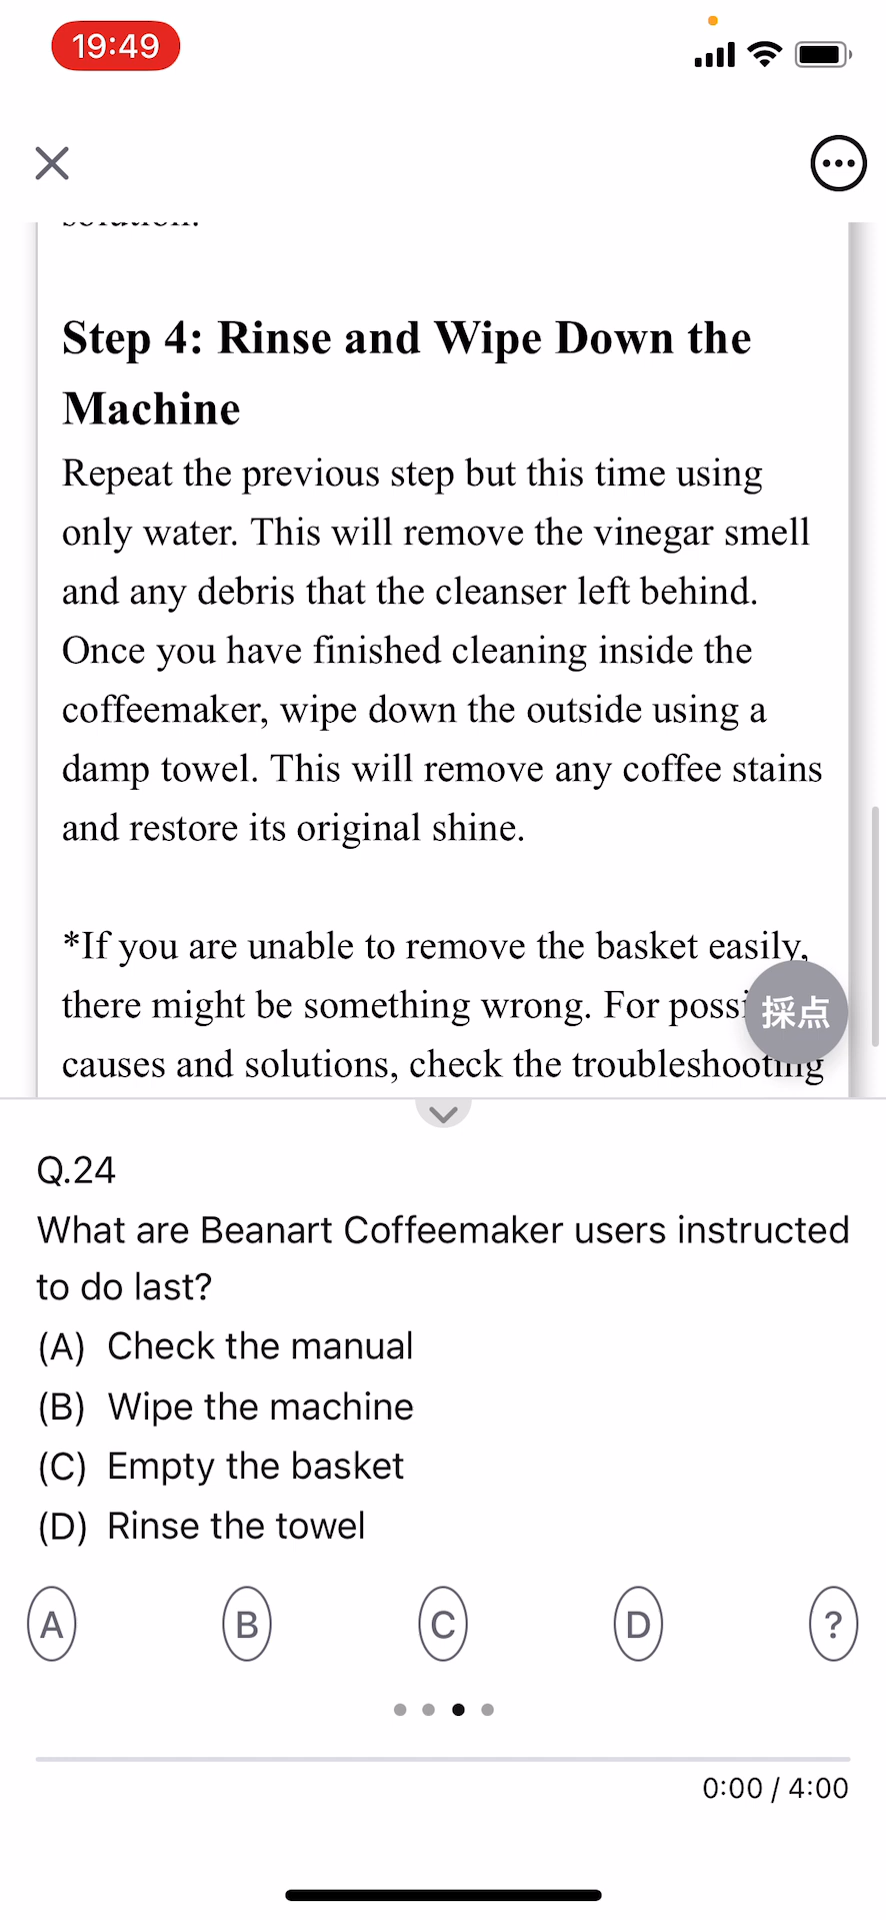 19:49
Step 4: Rinse and Wipe Down the
Machine
Repeat the previous step but this time using
only water. This will remove the vinegar smell
and any debris that the cleanser left behind.
Once you have finished cleaning inside the
coffeemaker, wipe down the outside using a
damp towel. This will remove any coffee stains
and restore its original shine.
*If you are unable to remove the basket easily,
there might be something wrong. For
採点
causes and solutions, check the troubleshooting
Q.24
What are Beanart Coffeemaker users instructed
to do last?
(A) Check the manual
(B) Wipe the machine
(C) Empty the basket
(D) Rinse the towel
A B C D ?
0:00 / 4:00